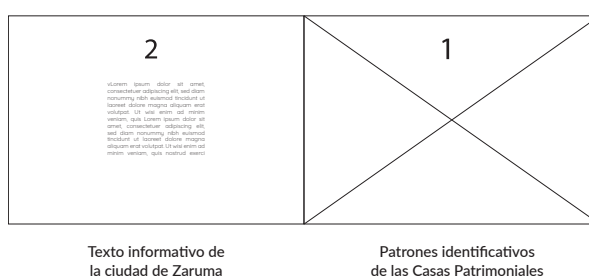 2
xLorem ipsum dolor sit amet,
consectetuer adipiscing elit, sed diam
nonummy nibh euismod tincidunt ut
laoreet dolore magna aliquam erat
volutpat. Ut wisi enim ad minim
veniam, quis Lorem ipsum dolor sit
amet, consectetuer adipiscing elit,
sed diam nonummy nibh euismod
tincidunt ut laoreet dolore magna
aliquam erat volutpat. Ut wisi enim ad
minim veniam, quis nostrud exerci
1
Texto informativo de
la ciudad de Zaruma
Patrones identificativos
de las Casas Patrimoniales